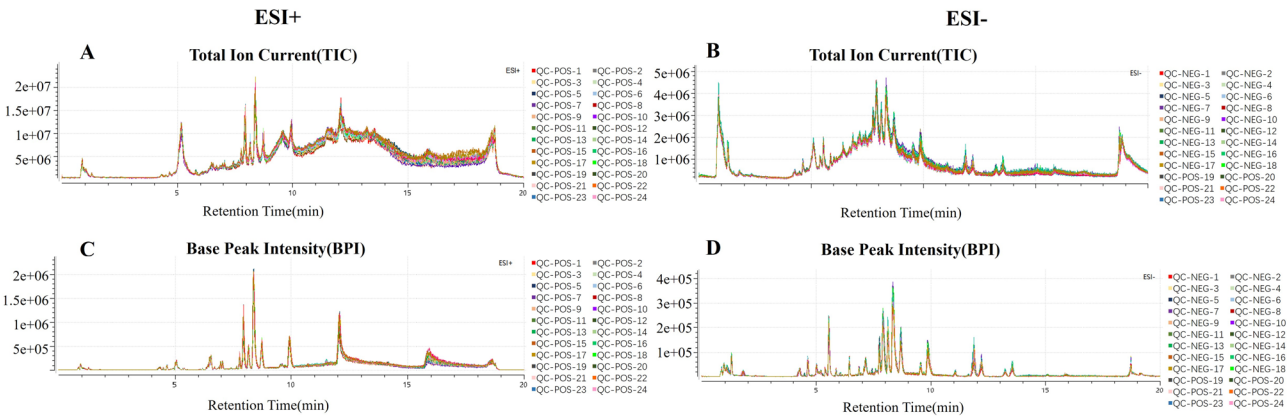 ESI+
ESI-
A
Total Ion Current(TIC)
ESI+
2e+07
1.5e+07
1e+07
5e+06
5
10
15
20
Retention Time(min)
QC-POS-1 QC-POS-2
QC-POS-3 QC-POS-4
QC-POS-5 QC-POS-6
QC-POS-7 QC-POS-8
QC-POS-9 QC-POS-10
QC-POS-11 QC-POS-12
QC-POS-13 QC-POS-14
QC-POS-15 QC-POS-16
QC-POS-17 QC-POS-18
QC-POS-19 QC-POS-20
QC-POS-21 QC-POS-22
QC-POS-23 QC-POS-24
B
Total Ion Current(TIC)
ESI-
5e+06
4e+06
3e+06
2e+06
1e+06
5
10
15
Retention Time(min)
QC-NEG-1 QC-NEG-2
QC-NEG-3 QC-NEG-4
QC-NEG-5 QC-NEG-6
QC-NEG-7 QC-NEG-8
QC-NEG-9 QC-NEG-10
QC-NEG-11 QC-NEG-12
QC-NEG-13 QC-NEG-14
QC-NEG-15 QC-NEG-16
QC-NEG-17 QC-NEG-18
QC-POS-19 QC-POS-20
QC-POS-21 QC-POS-22
QC-POS-23 QC-POS-24
C
Base Peak Intensity(BPI)
ESI+
2e+06
1.5e+06
1e+06
5e+05
5
10
15
20
Retention Time(min)
QC-POS-1 QC-POS-2
QC-POS-3 QC-POS-4
QC-POS-5 QC-POS-6
QC-POS-7 QC-POS-8
QC-POS-9 QC-POS-10
QC-POS-11 QC-POS-12
QC-POS-13 QC-POS-14
QC-POS-15 QC-POS-16
QC-POS-17 QC-POS-18
QC-POS-19 QC-POS-20
QC-POS-21 QC-POS-22
QC-POS-23 QC-POS-24
D
Base Peak Intensity(BPI)
ESI-
4e+05
3e+05
2e+05
1e+05
5
10
15
20
Retention Time(min)
QC-NEG-1 QC-NEG-2
QC-NEG-3 QC-NEG-4
QC-NEG-5 QC-NEG-6
QC-NEG-7 QC-NEG-8
QC-NEG-9 QC-NEG-10
QC-NEG-11 QC-NEG-12
QC-NEG-13 QC-NEG-14
QC-NEG-15 QC-NEG-16
QC-NEG-17 QC-NEG-18
QC-POS-19 QC-POS-20
QC-POS-21 QC-POS-22
QC-POS-23 QC-POS-24